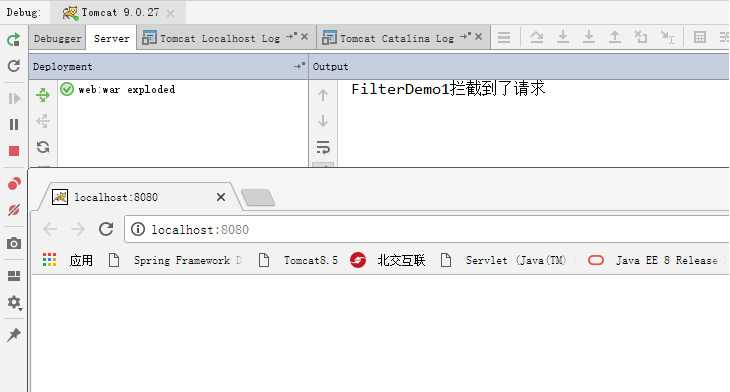 Debug: Tomcat 9.0.27
Debugger Server Tomcat Localhost Log Tomcat Catalina Log
Deployment Output
web:war exploded FilterDemo1拦截到了请求
localhost:8080
localhost:8080
应用 Spring Framework D Tomcat8.5 北交互联 Servlet (Java(TM) Java EE 8 Release